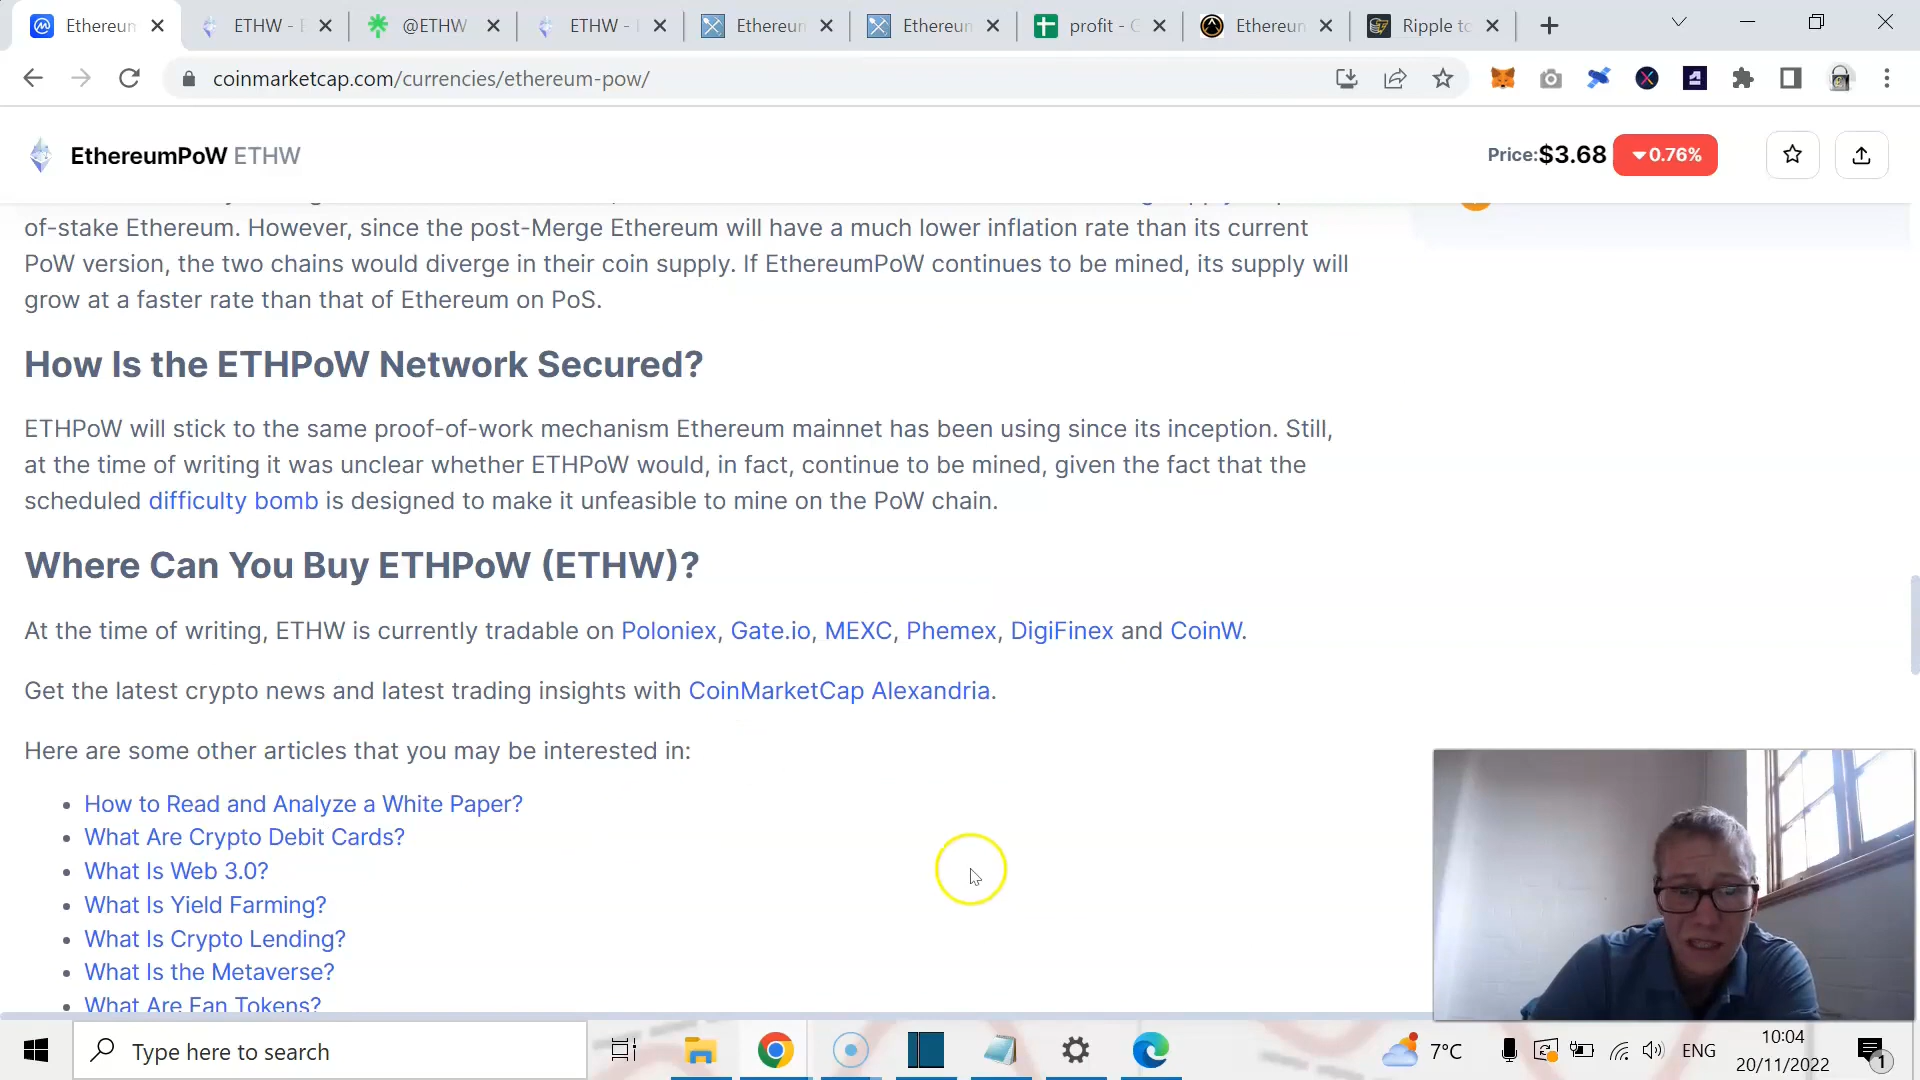 Ethereum
ETHW - E
@ETHW
ETHW -
Ethereum
Ethereum
profit - G
Ethereum
Ripple to
coinmarketcap.com/currencies/ethereum-pow/
EthereumPoW ETHW
Price:$3.68 0.76%
of-stake Ethereum. However, since the post-Merge Ethereum will have a much lower inflation rate than its current
PoW version, the two chains would diverge in their coin supply. If EthereumPoW continues to be mined, its supply will
grow at a faster rate than that of Ethereum on PoS.
How Is the ETHPoW Network Secured?
ETHPoW will stick to the same proof-of-work mechanism Ethereum mainnet has been using since its inception. Still,
at the time of writing it was unclear whether ETHPoW would, in fact, continue to be mined, given the fact that the
scheduled difficulty bomb is designed to make it unfeasible to mine on the PoW chain.
Where Can You Buy ETHPoW (ETHW)?
At the time of writing, ETHW is currently tradable on Poloniex, Gate.io, MEXC, Phemex, DigiFinex and CoinW.
Get the latest crypto news and latest trading insights with CoinMarketCap Alexandria.
Here are some other articles that you may be interested in:
• How to Read and Analyze a White Paper?
• What Are Crypto Debit Cards?
• What Is Web 3.0?
• What Is Yield Farming?
• What Is Crypto Lending?
• What Is the Metaverse?
• What Are Fan Tokens?
Type here to search
7°C
ENG
10:04
20/11/2022
1